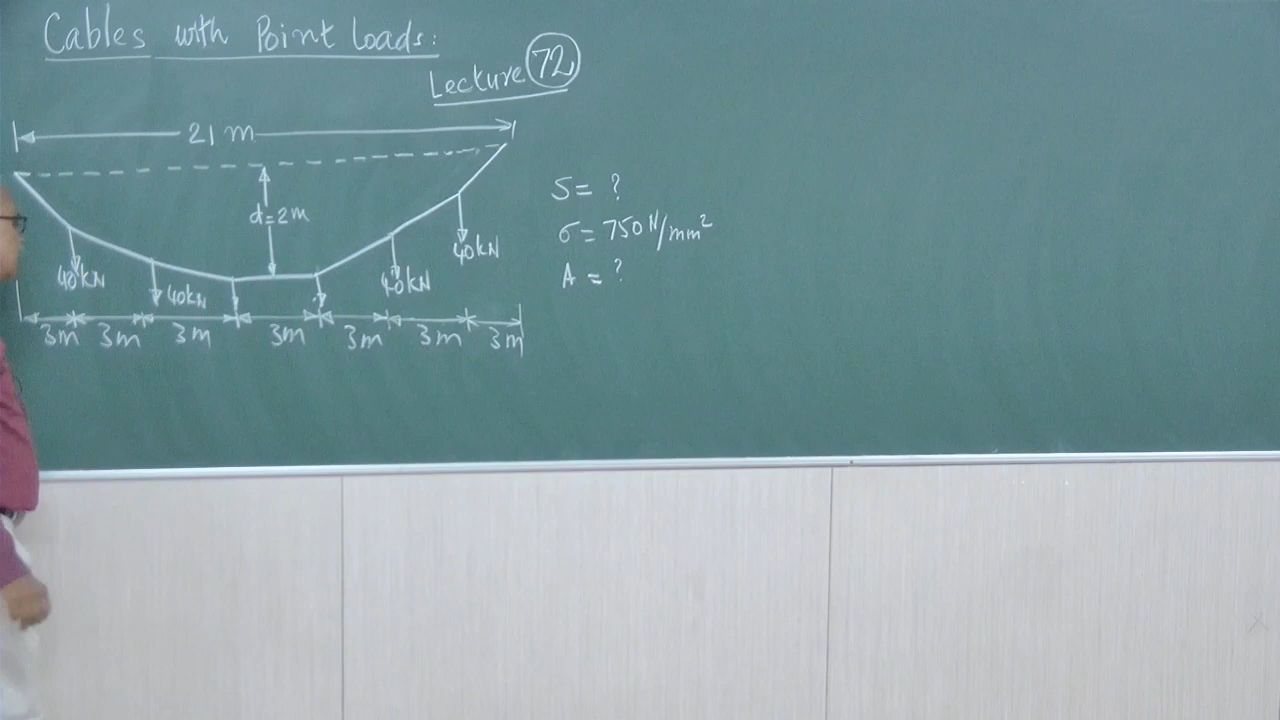 Cables with Point Loads:
Lecture 72
21 m
d=2m
40kN
40kN
40kN
40kN
3m 3m 3m 3m 3m 3m 3m
S = ?
σ = 750 N/mm²
A = ?